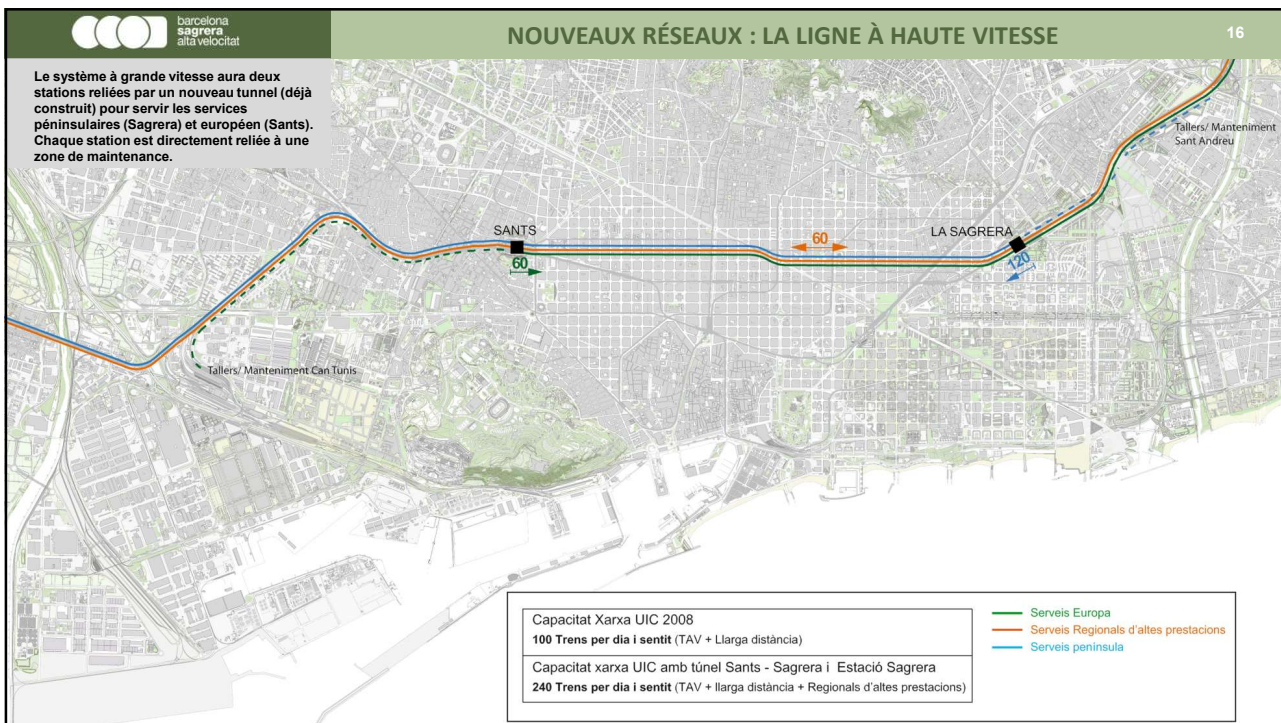 barcelona
sagrera
alta velocitat
NOUVEAUX RÉSEAUX : LA LIGNE À HAUTE VITESSE
16
Le système à grande vitesse aura deux
stations reliées par un nouveau tunnel (déjà
construit) pour servir les services
péninsulaires (Sagrera) et européen (Sants).
Chaque station est directement reliée à une
zone de maintenance.
Tallers/ Manteniment
Sant Andreu
SANTS
LA SAGRERA
60
60
120
Tallers/ Manteniment Can Tunis
Capacitat Xarxa UIC 2008
100 Trens per dia i sentit (TAV + Llarga distància)
Capacitat xarxa UIC amb túnel Sants - Sagrera i Estació Sagrera
240 Trens per dia i sentit (TAV + llarga distància + Regionals d'altes prestacions)
Serveis Europa
Serveis Regionals d'altes prestacions
Serveis península